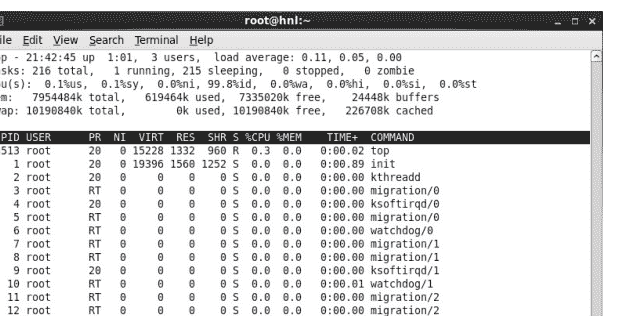 root@hnl:~
ile Edit View Search Terminal Help
op - 21:42:45 up 1:01, 3 users, load average: 0.11, 0.05, 0.00
asks: 216 total, 1 running, 215 sleeping, 0 stopped, 0 zombie
pu(s): 0.1%us, 0.1%sy, 0.0%ni, 99.8%id, 0.0%wa, 0.0%hi, 0.0%si, 0.0%st
em: 7954484k total, 619464k used, 7335020k free, 24448k buffers
wap: 10190840k total, 0k used, 10190840k free, 226708k cached
PID USER PR NI VIRT RES SHR S %CPU %MEM TIME+ COMMAND
513 root 20 0 15228 1332 960 R 0.3 0.0 0:00.02 top
1 root 20 0 19396 1560 1252 S 0.0 0.0 0:00.89 init
2 root 20 0 0 0 0 S 0.0 0.0 0:00.00 kthreadd
3 root RT 0 0 0 0 S 0.0 0.0 0:00.00 migration/0
4 root 20 0 0 0 0 S 0.0 0.0 0:00.00 ksoftirqd/0
5 root RT 0 0 0 0 S 0.0 0.0 0:00.00 migration/0
6 root RT 0 0 0 0 S 0.0 0.0 0:00.00 watchdog/0
7 root RT 0 0 0 0 S 0.0 0.0 0:00.00 migration/1
8 root RT 0 0 0 0 S 0.0 0.0 0:00.00 migration/1
9 root 20 0 0 0 0 S 0.0 0.0 0:00.00 ksoftirqd/1
10 root RT 0 0 0 0 S 0.0 0.0 0:00.01 watchdog/1
11 root RT 0 0 0 0 S 0.0 0.0 0:00.00 migration/2
12 root RT 0 0 0 0 S 0.0 0.0 0:00.00 migration/2